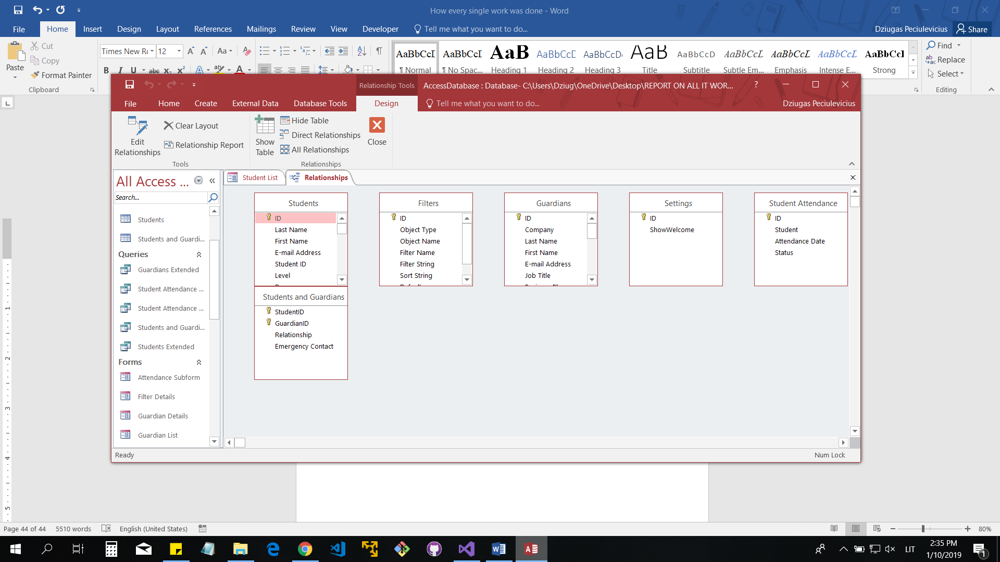 How every single work was done - Word
File Home Insert Design Layout References Mailings Review View Developer Tell me what you want to do... Dziugas Peciulevicius Share
Paste
Cut
Copy
Format Painter
Clipboard
Times New Ro 12
AaBbCcI AaBbCcI AaB AaBbCcC AaBbCcD AaB AaBbCcD AaBbCcL AaBbCcL AaBbCcL AaBbCcI
¶ Normal ¶ No Spac... Heading 1 Heading 2 Heading 3 Title Subtitle Subtle Em... Emphasis Intense E... Strong
Find
Replace
Select
Editing
Relationship Tools AccessDatabase : Database- C:\Users\Dziug\OneDrive\Desktop\REPORT ON ALL IT WOR...
File Home Create External Data Database Tools Design Tell me what you want to do... Dziugas Peciulevicius
Edit Relationships
Clear Layout
Relationship Report
Tools
Show Table
Hide Table
Direct Relationships
All Relationships
Close
Relationships
All Access ...
Search...
Students
Students and Guardi...
Queries
Guardians Extended
Student Attendance ...
Student Attendance ...
Students and Guardi...
Students Extended
Forms
Attendance Subform
Filter Details
Guardian Details
Guardian List
Student List Relationships
Students
ID
Last Name
First Name
E-mail Address
Student ID
Level
Filters
ID
Object Type
Object Name
Filter Name
Filter String
Sort String
Guardians
ID
Company
Last Name
First Name
E-mail Address
Job Title
Settings
ID
ShowWelcome
Student Attendance
ID
Student
Attendance Date
Status
Students and Guardians
StudentID
GuardianID
Relationship
Emergency Contact
Ready Num Lock
Page 44 of 44 5510 words English (United States) 80%
LIT
2:35 PM
1/10/2019
1